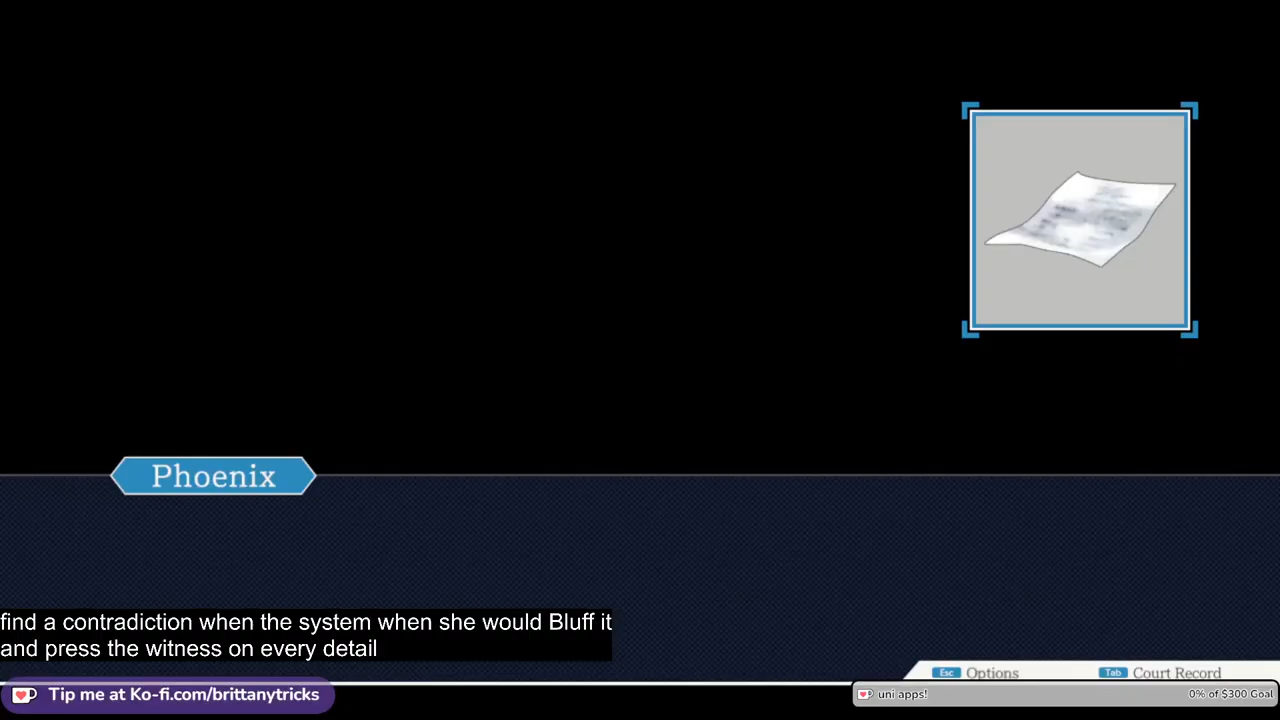 Phoenix
find a contradiction when the system when she would Bluff it
and press the witness on every detail
Esc Options
Tab Court Record
Tip me at Ko-fi.com/brittanytricks
uni apps!
0% of $300 Goal